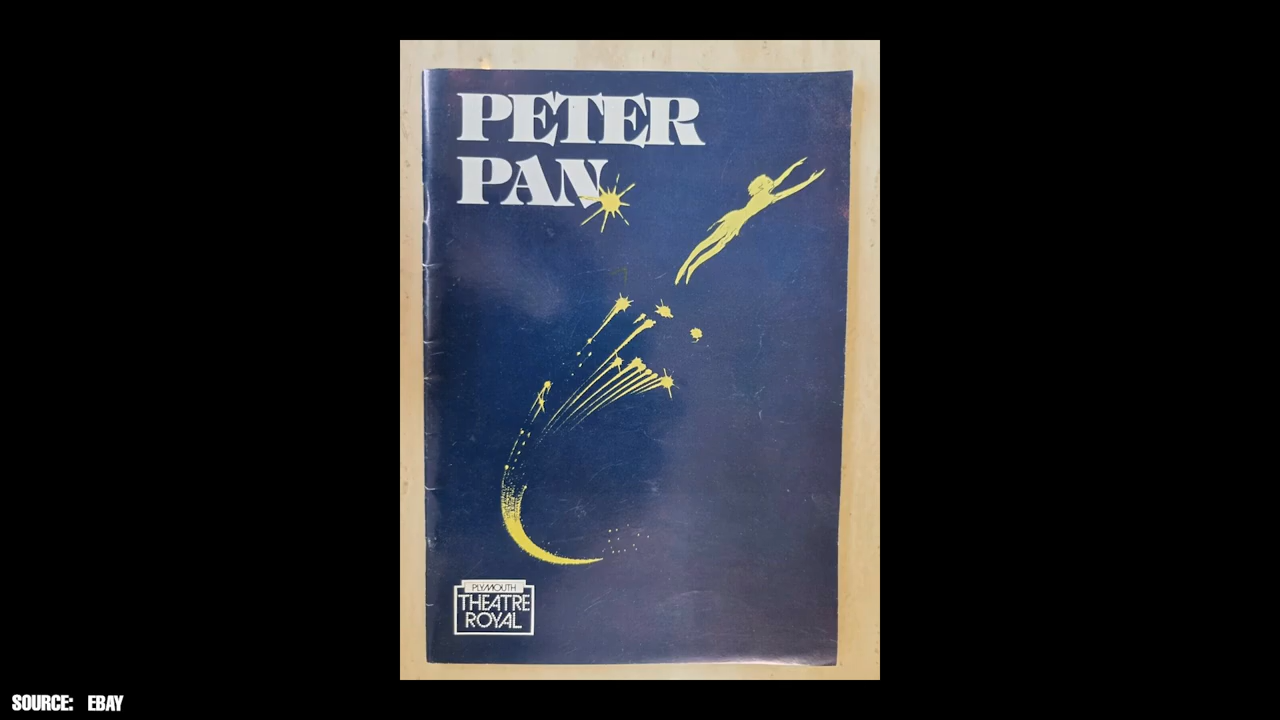 PETER
PAN
PLYMOUTH
THEATRE
ROYAL
SOURCE: EBAY